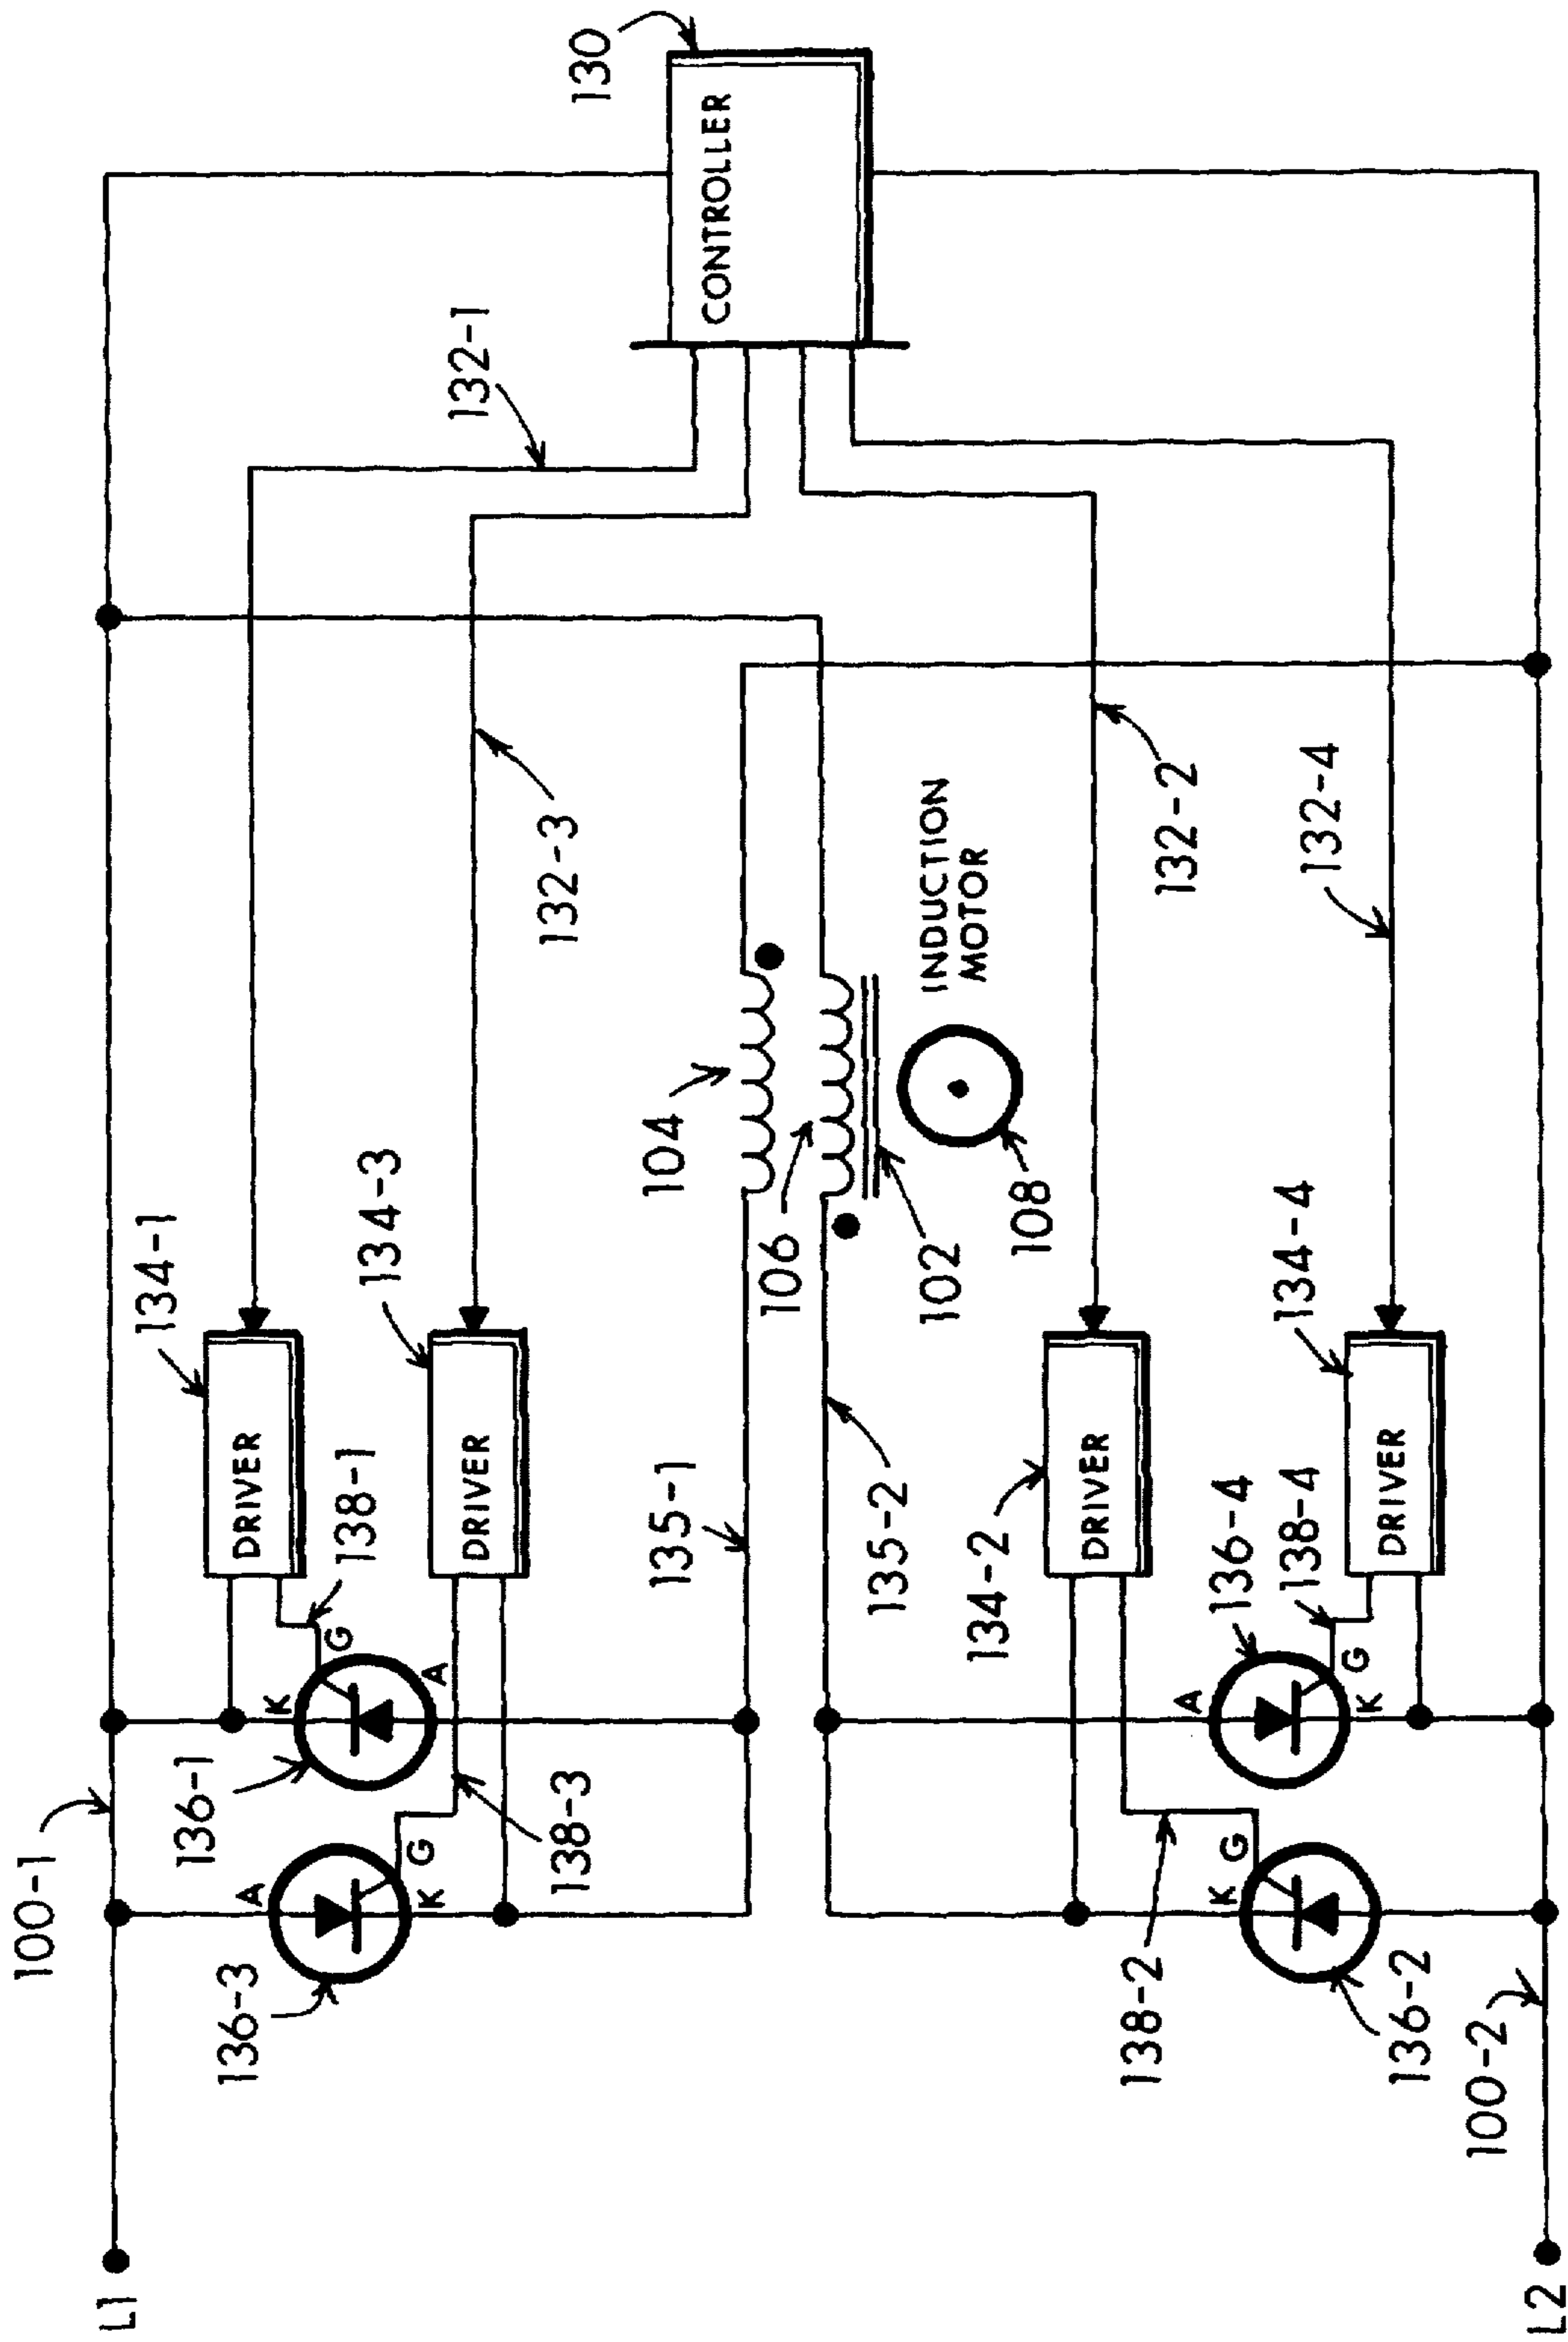 L1
100-1
136-3
136-1
A
K
G
K
G
A
138-1
138-3
DRIVER
134-1
DRIVER
134-3
132-1
132-3
130
CONTROLLER
135-1
104
106
102
108
INDUCTION
MOTOR
135-2
134-2
DRIVER
132-2
136-4
A
G
K
138-4
134-4
DRIVER
132-4
G
K
138-2
136-2
100-2
L2